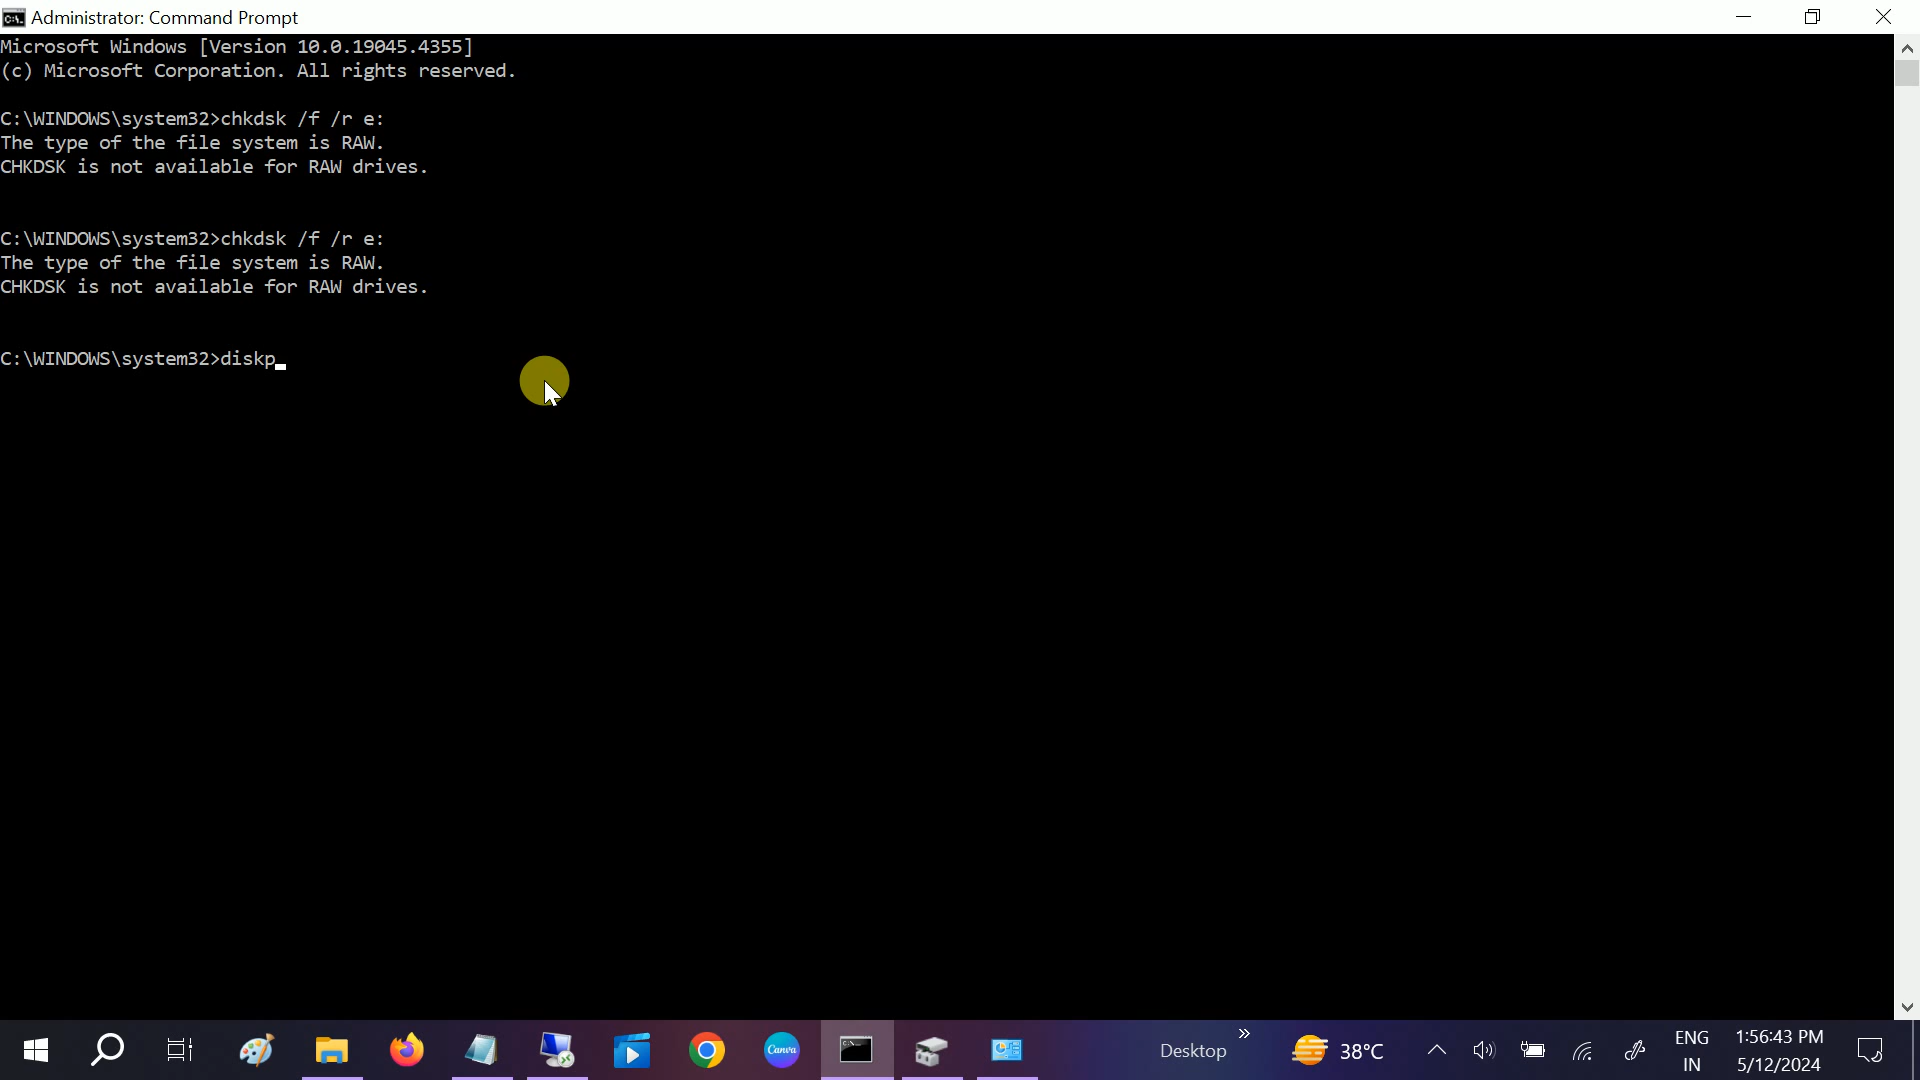 Administrator: Command Prompt
Microsoft Windows [Version 10.0.19045.4355]
(c) Microsoft Corporation. All rights reserved.
C:\WINDOWS\system32>chkdsk /f /r e:
The type of the file system is RAW.
CHKDSK is not available for RAW drives.
C:\WINDOWS\system32>chkdsk /f /r e:
The type of the file system is RAW.
CHKDSK is not available for RAW drives.
C:\WINDOWS\system32>diskp
Canva
Desktop
38°C
ENG
IN
1:56:43 PM
5/12/2024